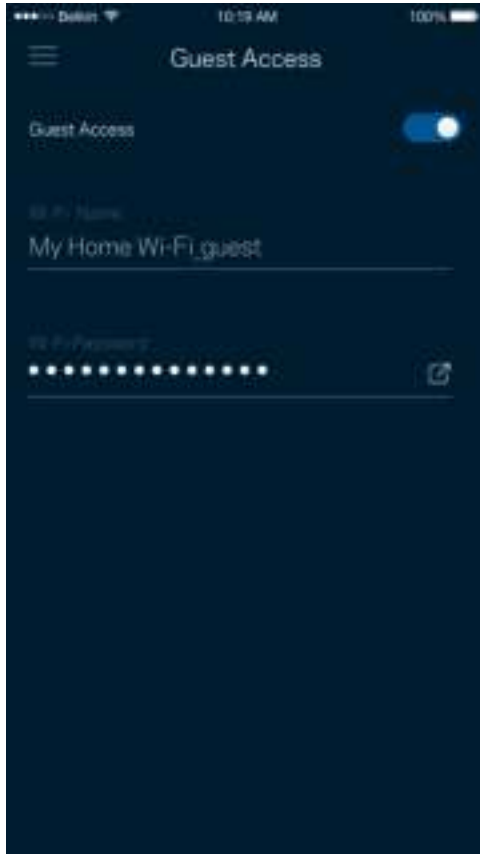 Belkin 10:19 AM 100%
Guest Access
Guest Access
Wi-Fi Name
My Home Wi-Fi_guest
Wi-Fi Password